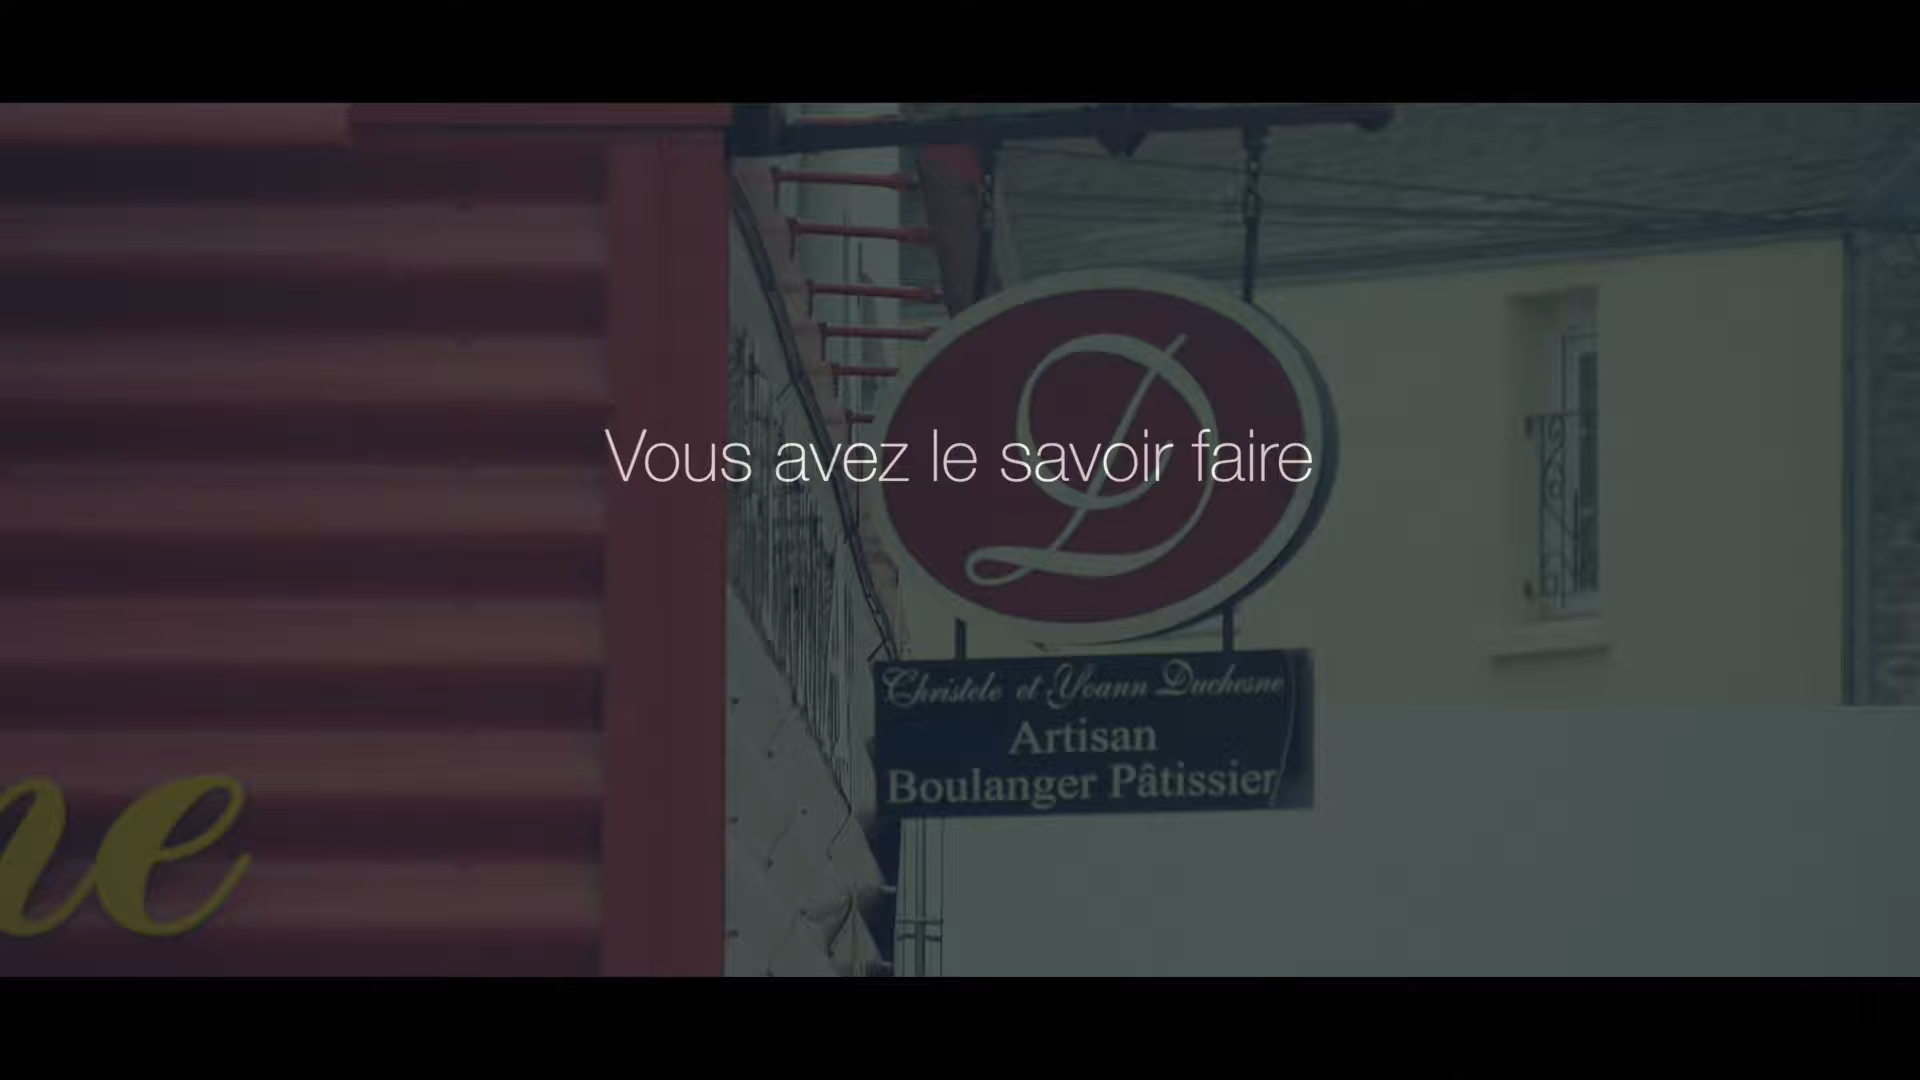 Vous avez le savoir faire
D
Christele et Yoann Duchesne
Artisan
Boulanger Pâtissier
ne